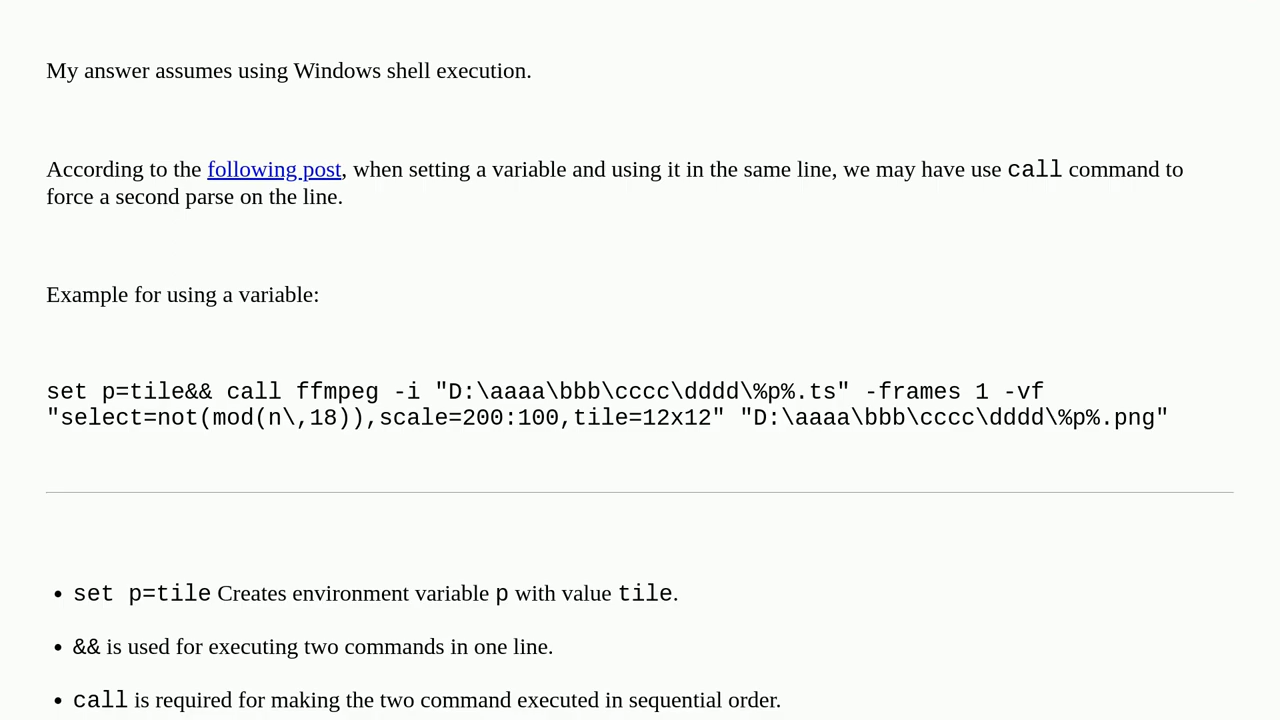 My answer assumes using Windows shell execution.
According to the following post, when setting a variable and using it in the same line, we may have use call command to
force a second parse on the line.
Example for using a variable:
set p=tile&& call ffmpeg -i "D:\aaaa\bbb\cccc\dddd\%p%.ts" -frames 1 -vf
"select=not(mod(n\,18)),scale=200:100,tile=12x12" "D:\aaaa\bbb\cccc\dddd\%p%.png"
• set p=tile Creates environment variable p with value tile.
• && is used for executing two commands in one line.
• call is required for making the two command executed in sequential order.